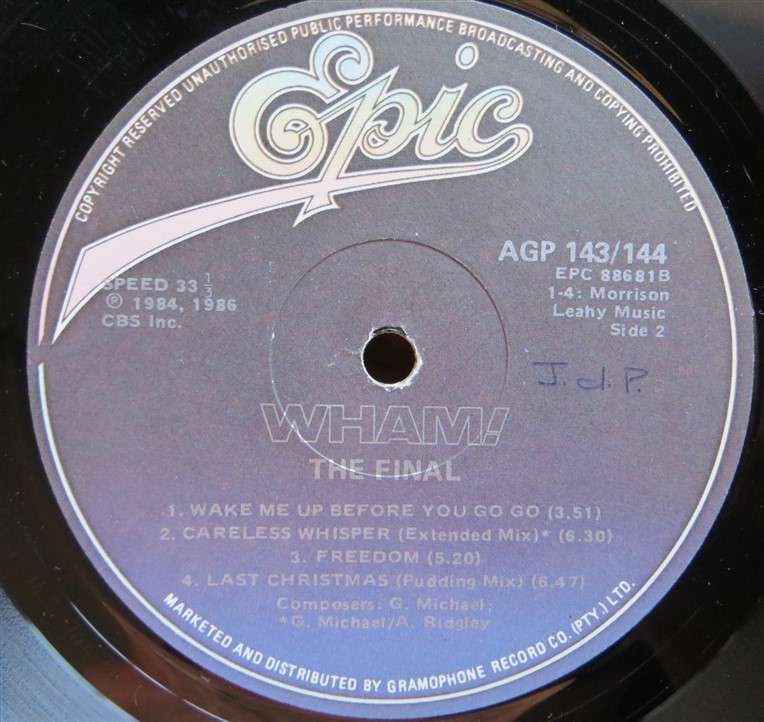 COPYRIGHT RESERVED UNAUTHORISED PUBLIC PERFORMANCE BROADCASTING AND COPYING PROHIBITED
Epic
AGP 143/144
EPC 88681B
1-4: Morrison
Leahy Music
Side 2
SPEED 33 1/3
℗ 1984, 1986
CBS Inc.
J.d.P.
WHAM!
THE FINAL
1. WAKE ME UP BEFORE YOU GO GO (3.51)
2. CARELESS WHISPER (Extended Mix)* (6.30)
3. FREEDOM (5.20)
4. LAST CHRISTMAS (Pudding Mix) (6.47)
Composers: G. Michael;
*G. Michael/A. Ridgley
MARKETED AND DISTRIBUTED BY GRAMOPHONE RECORD CO. (PTY.) LTD.